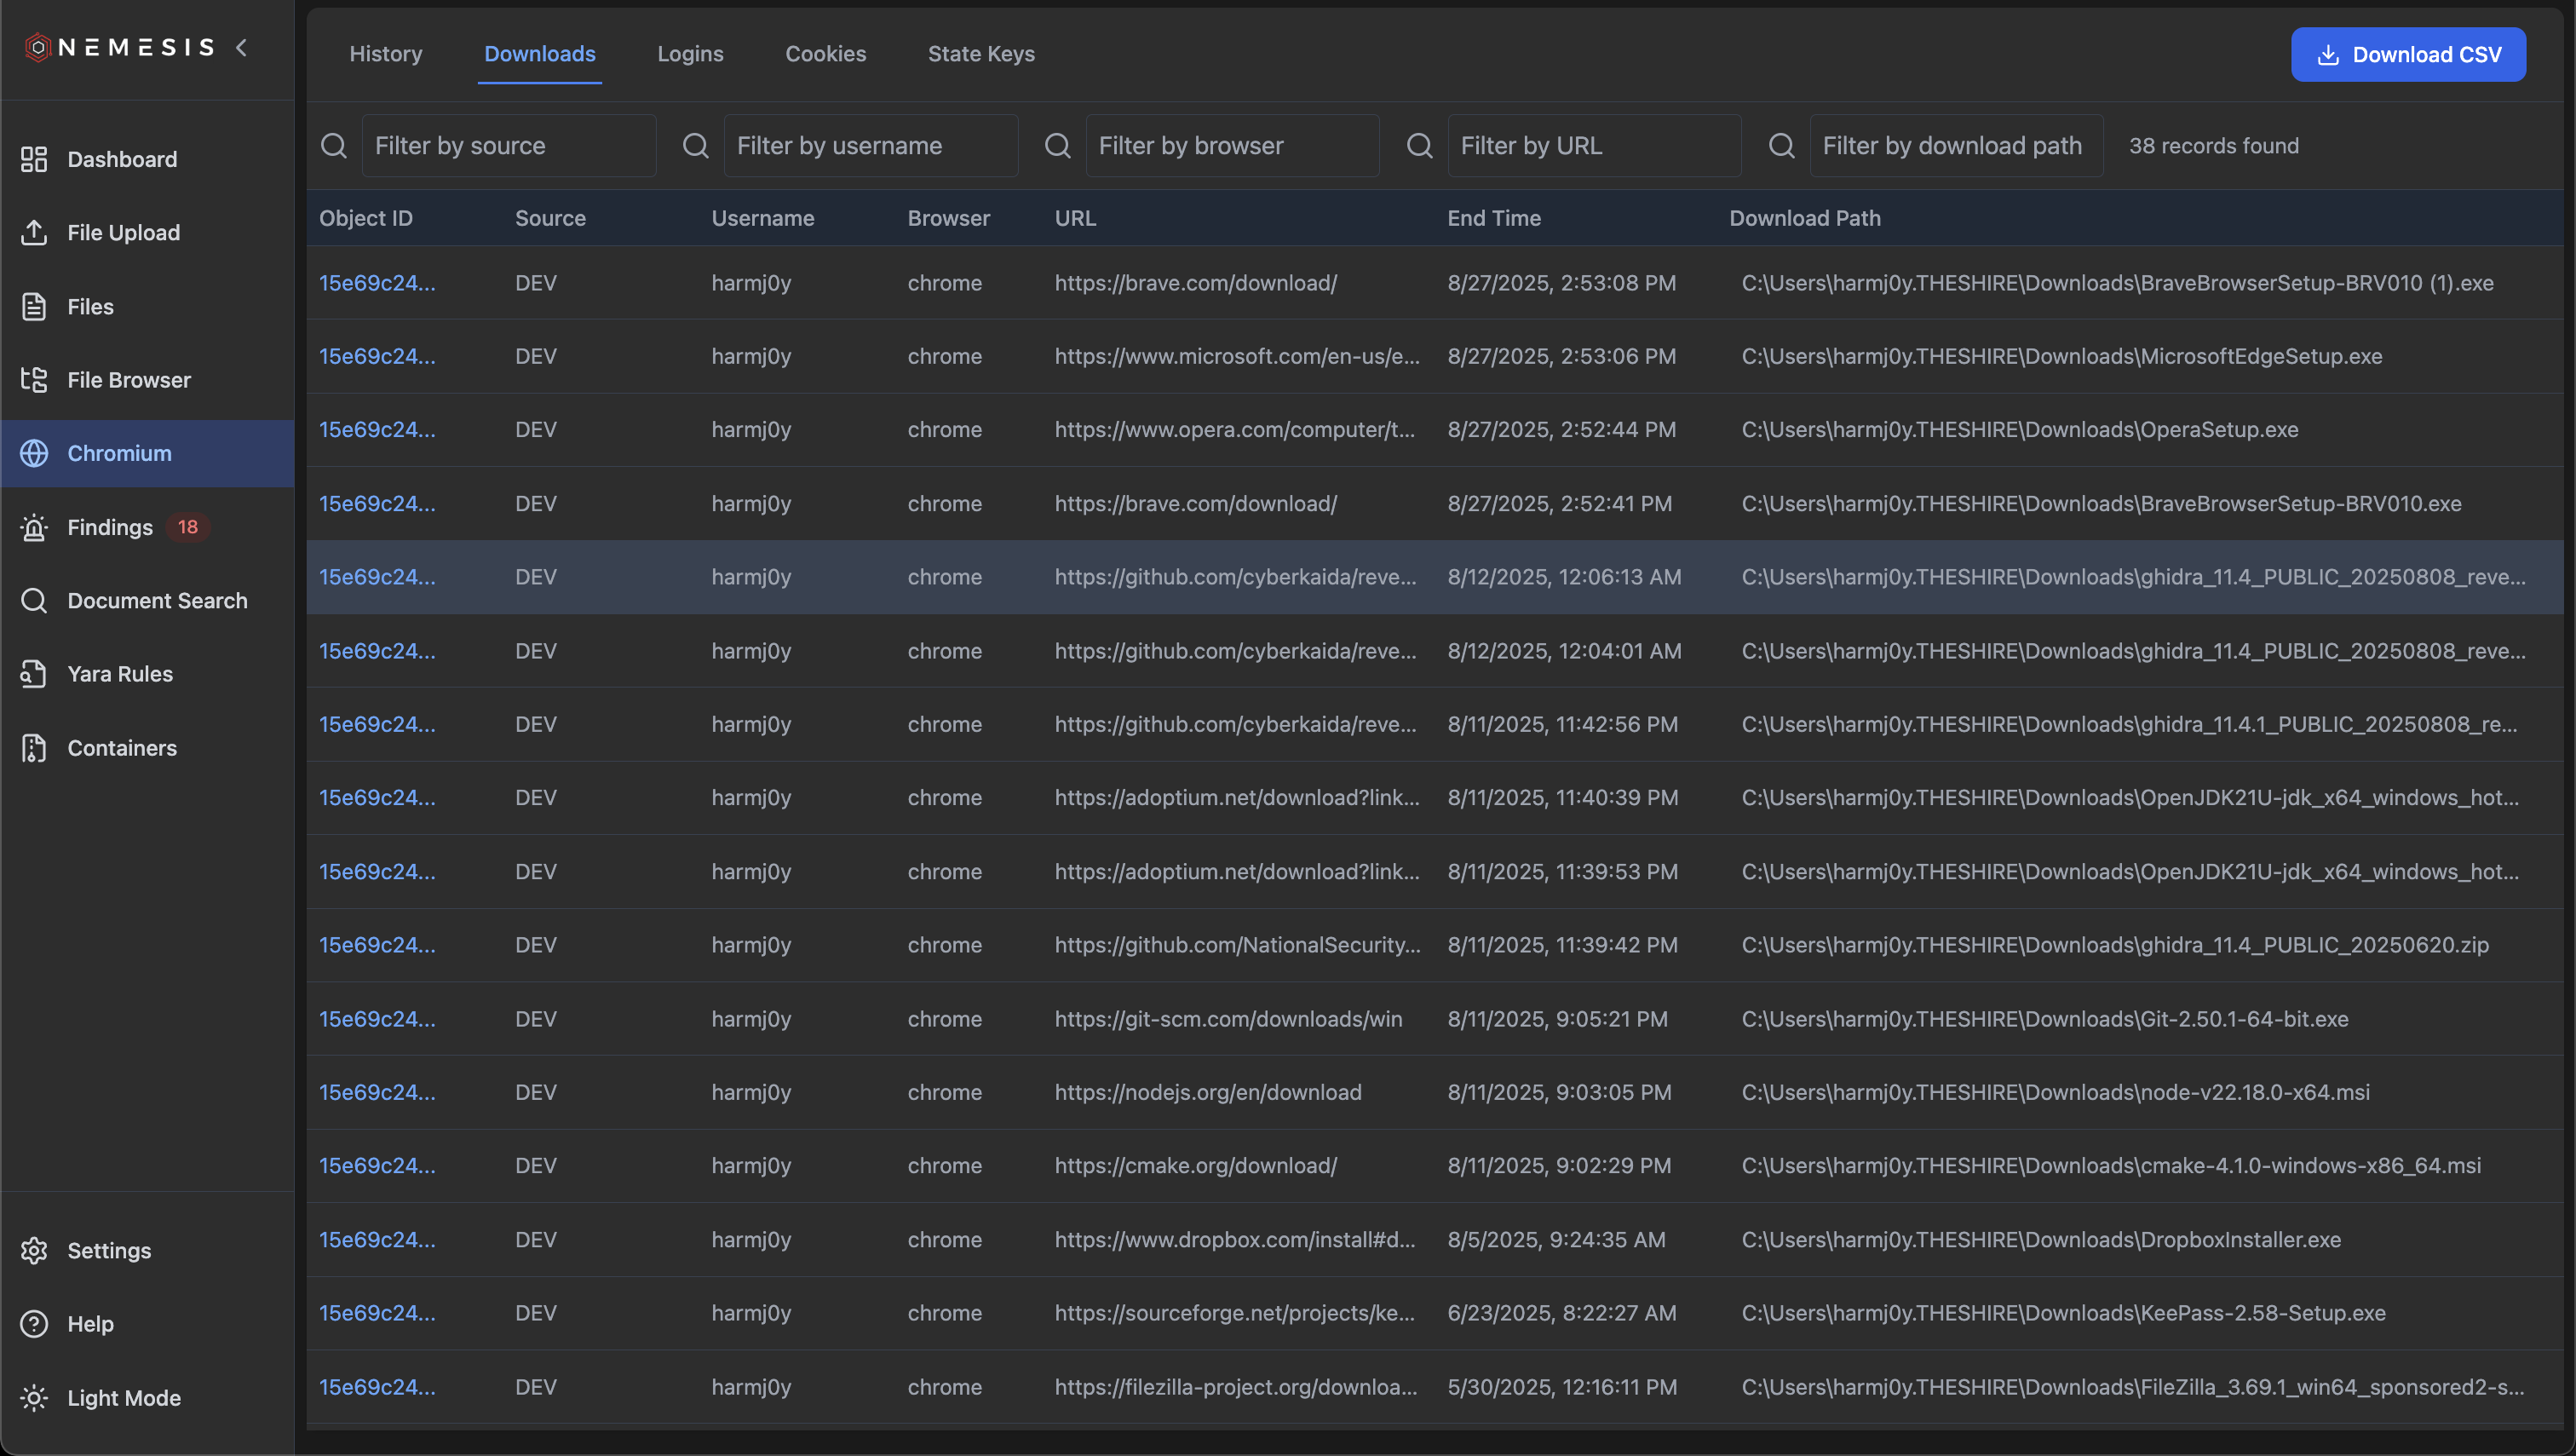 NEMESIS
Dashboard
File Upload
Files
File Browser
Chromium
Findings 18
Document Search
Yara Rules
Containers
Settings
Help
Light Mode
History Downloads Logins Cookies State Keys Download CSV
Filter by source Filter by username Filter by browser Filter by URL Filter by download path 38 records found
Object ID Source Username Browser URL End Time Download Path
15e69c24... DEV harmj0y chrome https://brave.com/download/ 8/27/2025, 2:53:08 PM C:\Users\harmj0y.THESHIRE\Downloads\BraveBrowserSetup-BRV010 (1).exe
15e69c24... DEV harmj0y chrome https://www.microsoft.com/en-us/e... 8/27/2025, 2:53:06 PM C:\Users\harmj0y.THESHIRE\Downloads\MicrosoftEdgeSetup.exe
15e69c24... DEV harmj0y chrome https://www.opera.com/computer/t... 8/27/2025, 2:52:44 PM C:\Users\harmj0y.THESHIRE\Downloads\OperaSetup.exe
15e69c24... DEV harmj0y chrome https://brave.com/download/ 8/27/2025, 2:52:41 PM C:\Users\harmj0y.THESHIRE\Downloads\BraveBrowserSetup-BRV010.exe
15e69c24... DEV harmj0y chrome https://github.com/cyberkaida/reve... 8/12/2025, 12:06:13 AM C:\Users\harmj0y.THESHIRE\Downloads\ghidra_11.4_PUBLIC_20250808_reve...
15e69c24... DEV harmj0y chrome https://github.com/cyberkaida/reve... 8/12/2025, 12:04:01 AM C:\Users\harmj0y.THESHIRE\Downloads\ghidra_11.4_PUBLIC_20250808_reve...
15e69c24... DEV harmj0y chrome https://github.com/cyberkaida/reve... 8/11/2025, 11:42:56 PM C:\Users\harmj0y.THESHIRE\Downloads\ghidra_11.4.1_PUBLIC_20250808_re...
15e69c24... DEV harmj0y chrome https://adoptium.net/download?link... 8/11/2025, 11:40:39 PM C:\Users\harmj0y.THESHIRE\Downloads\OpenJDK21U-jdk_x64_windows_hot...
15e69c24... DEV harmj0y chrome https://adoptium.net/download?link... 8/11/2025, 11:39:53 PM C:\Users\harmj0y.THESHIRE\Downloads\OpenJDK21U-jdk_x64_windows_hot...
15e69c24... DEV harmj0y chrome https://github.com/NationalSecurity... 8/11/2025, 11:39:42 PM C:\Users\harmj0y.THESHIRE\Downloads\ghidra_11.4_PUBLIC_20250620.zip
15e69c24... DEV harmj0y chrome https://git-scm.com/downloads/win 8/11/2025, 9:05:21 PM C:\Users\harmj0y.THESHIRE\Downloads\Git-2.50.1-64-bit.exe
15e69c24... DEV harmj0y chrome https://nodejs.org/en/download 8/11/2025, 9:03:05 PM C:\Users\harmj0y.THESHIRE\Downloads\node-v22.18.0-x64.msi
15e69c24... DEV harmj0y chrome https://cmake.org/download/ 8/11/2025, 9:02:29 PM C:\Users\harmj0y.THESHIRE\Downloads\cmake-4.1.0-windows-x86_64.msi
15e69c24... DEV harmj0y chrome https://www.dropbox.com/install#d... 8/5/2025, 9:24:35 AM C:\Users\harmj0y.THESHIRE\Downloads\DropboxInstaller.exe
15e69c24... DEV harmj0y chrome https://sourceforge.net/projects/ke... 6/23/2025, 8:22:27 AM C:\Users\harmj0y.THESHIRE\Downloads\KeePass-2.58-Setup.exe
15e69c24... DEV harmj0y chrome https://filezilla-project.org/downloa... 5/30/2025, 12:16:11 PM C:\Users\harmj0y.THESHIRE\Downloads\FileZilla_3.69.1_win64_sponsored2-s...